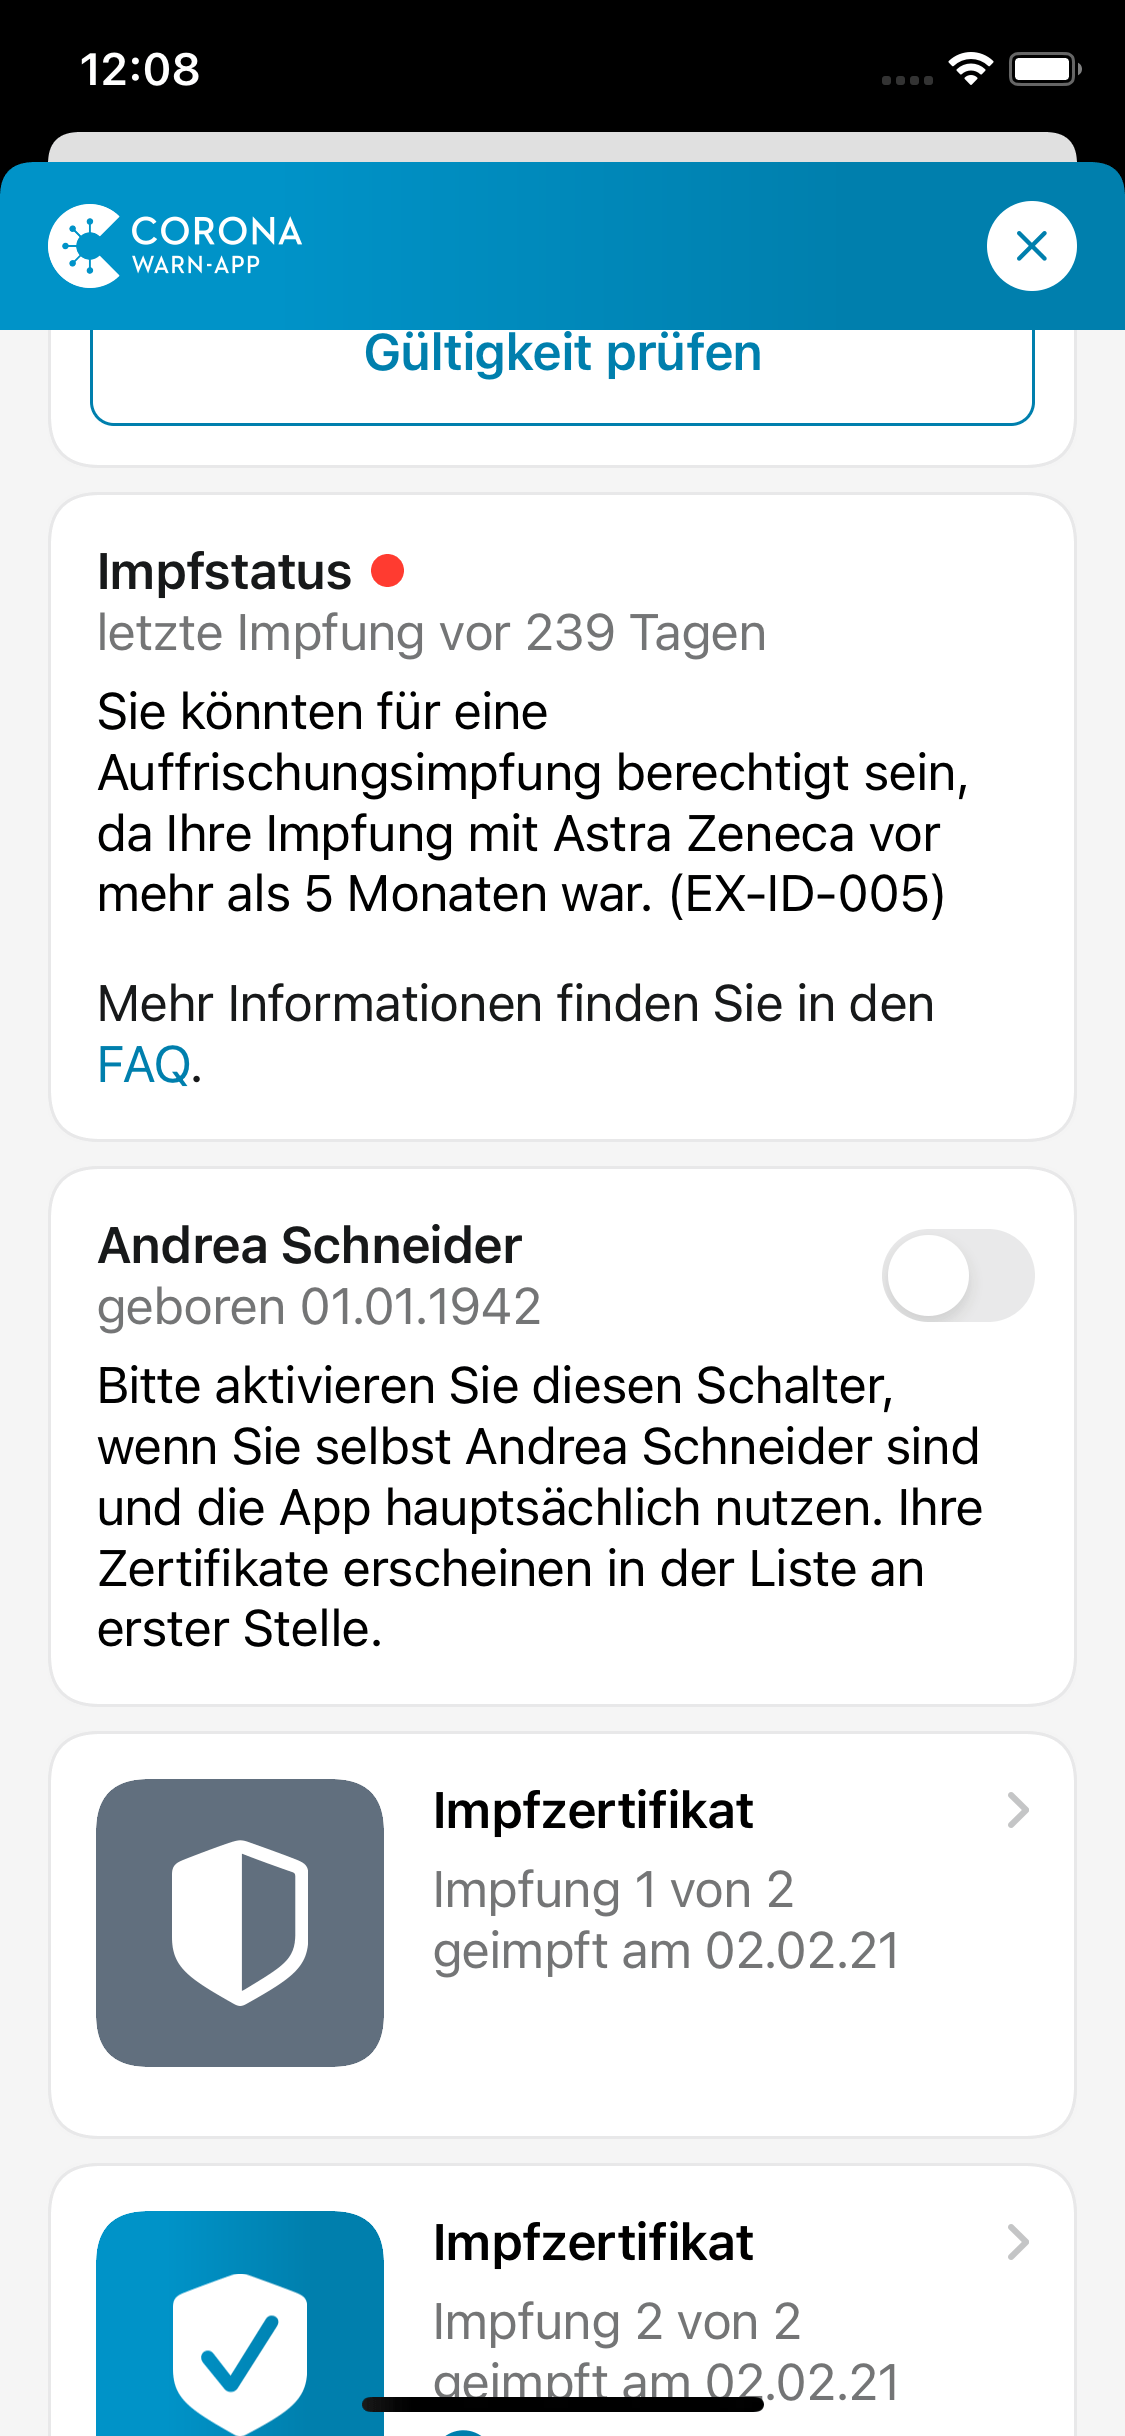 12:08
CORONA
WARN-APP
Gültigkeit prüfen
Impfstatus
letzte Impfung vor 239 Tagen
Sie könnten für eine
Auffrischungsimpfung berechtigt sein,
da Ihre Impfung mit Astra Zeneca vor
mehr als 5 Monaten war. (EX-ID-005)
Mehr Informationen finden Sie in den
FAQ.
Andrea Schneider
geboren 01.01.1942
Bitte aktivieren Sie diesen Schalter,
wenn Sie selbst Andrea Schneider sind
und die App hauptsächlich nutzen. Ihre
Zertifikate erscheinen in der Liste an
erster Stelle.
Impfzertifikat
Impfung 1 von 2
geimpft am 02.02.21
Impfzertifikat
Impfung 2 von 2
geimpft am 02.02.21